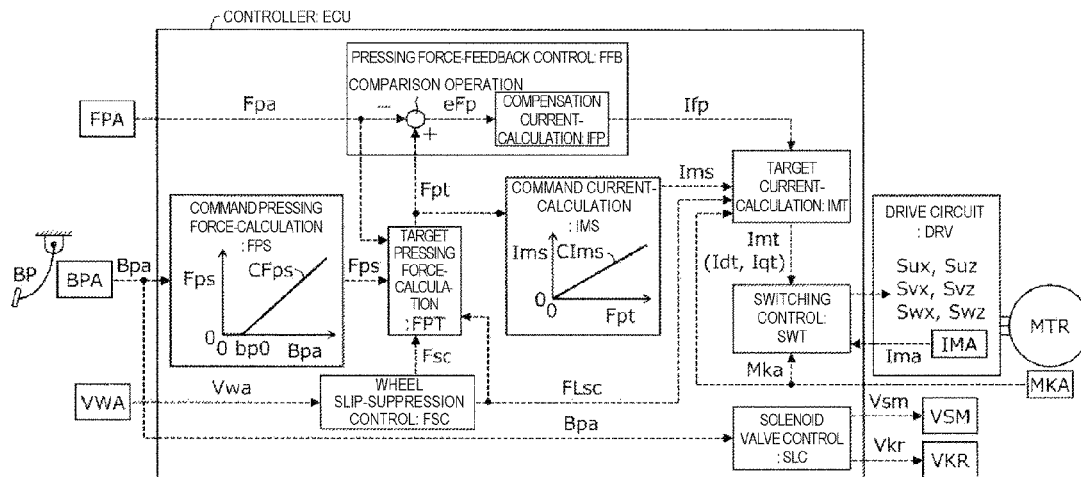 CONTROLLER: ECU
PRESSING FORCE-FEEDBACK CONTROL: FFB
COMPARISON OPERATION
Fpa
−
eFp
+
COMPENSATION
CURRENT-
CALCULATION: IFP
Ifp
FPA
Fpt
Ims
TARGET
CURRENT-
CALCULATION: IMT
COMMAND PRESSING
FORCE-CALCULATION
: FPS
Fps
CFps
0
0 bp0 Bpa
BP
BPA
Bpa
Fps
TARGET
PRESSING
FORCE-
CALCULA-
TION
: FPT
COMMAND CURRENT-
CALCULATION
: IMS
Ims
CIms
0
0
Fpt
Imt
(Idt, Iqt)
DRIVE CIRCUIT
: DRV
Sux, Suz
Svx, Svz
Swx, Swz
SWITCHING
CONTROL:
SWT
IMA
Ima
MTR
MKA
Mka
Fsc
VWA
Vwa
WHEEL
SLIP-SUPPRESSION
CONTROL: FSC
FLsc
Bpa
SOLENOID
VALVE CONTROL
: SLC
Vsm
VSM
Vkr
VKR